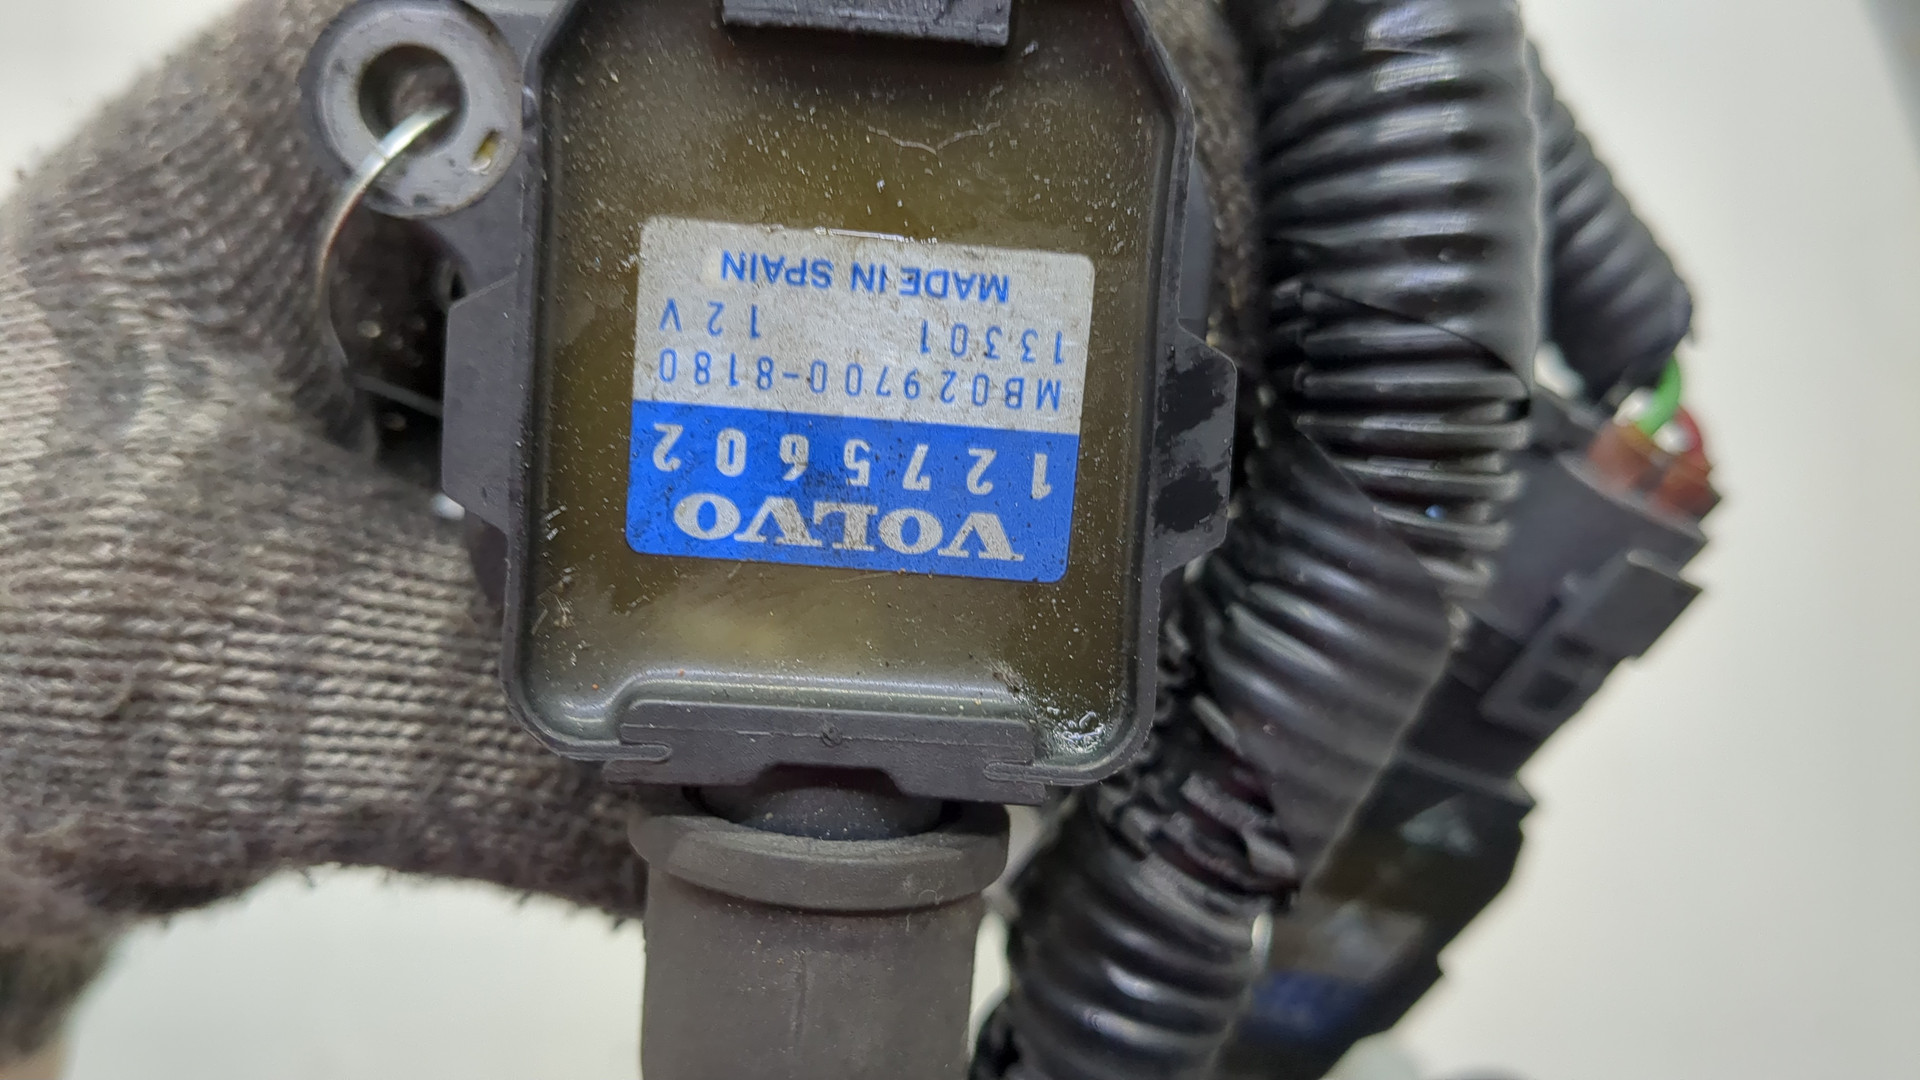 VOLVO
1275602
MB029700-8180
13301 12V
MADE IN SPAIN